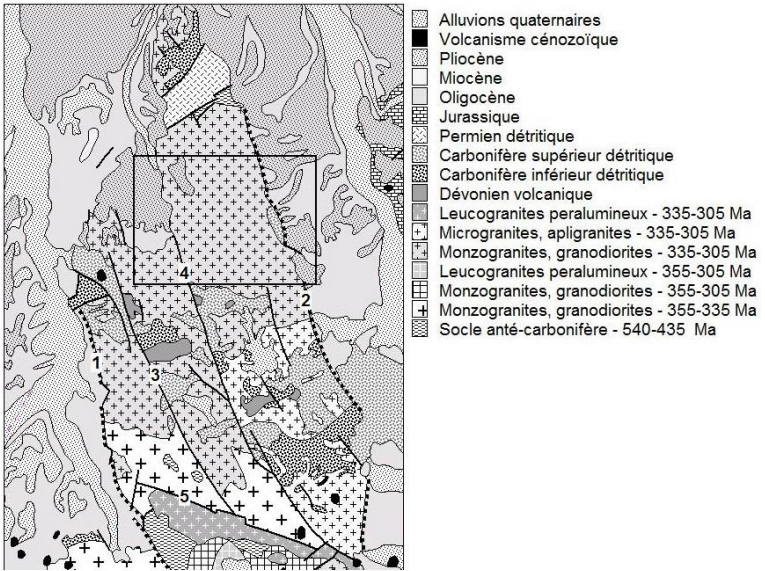 Alluvions quaternaires
Volcanisme cénozoïque
Pliocène
Miocène
Oligocène
Jurassique
Permien détritique
Carbonifère supérieur détritique
Carbonifère inférieur détritique
Dévonien volcanique
Leucogranites peralumineux - 335-305 Ma
Microgranites, apligranites - 335-305 Ma
Monzogranites, granodiorites - 335-305 Ma
Leucogranites peralumineux - 355-305 Ma
Monzogranites, granodiorites - 355-305 Ma
Monzogranites, granodiorites - 355-335 Ma
Socle anté-carbonifère - 540-435 Ma
4
2
1
3
5